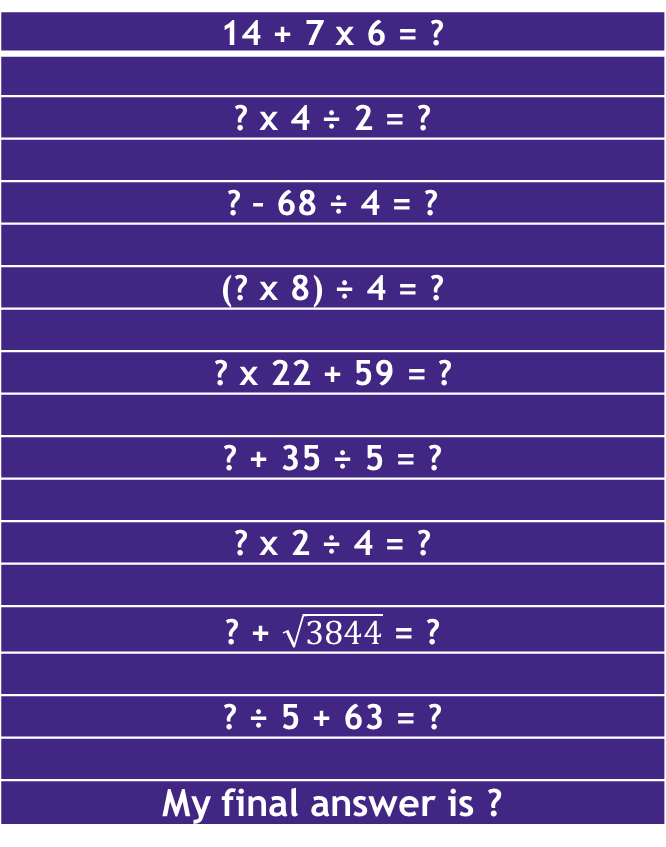 14 + 7 x 6 = ?
? x 4 ÷ 2 = ?
? - 68 ÷ 4 = ?
(? x 8) ÷ 4 = ?
? x 22 + 59 = ?
? + 35 ÷ 5 = ?
? x 2 ÷ 4 = ?
? + √3844 = ?
? ÷ 5 + 63 = ?
My final answer is ?